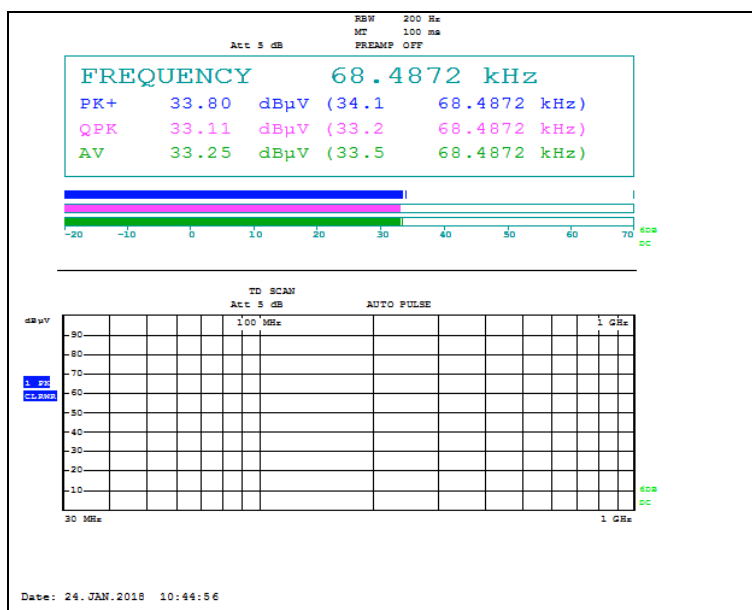 RBW 200 Hz
MT 100 ms
Att 5 dB PREAMP OFF
FREQUENCY 68.4872 kHz
PK+ 33.80 dBµV (34.1 68.4872 kHz)
QPK 33.11 dBµV (33.2 68.4872 kHz)
AV 33.25 dBµV (33.5 68.4872 kHz)
-20 -10 0 10 20 30 40 50 60 70
6DB
DC
TD SCAN
Att 5 dB AUTO PULSE
dBµV
100 MHz 1 GHz
90
80
70
1 PK
CLRWR
60
50
40
30
20
10
6DB
DC
30 MHz 1 GHz
Date: 24.JAN.2018 10:44:56